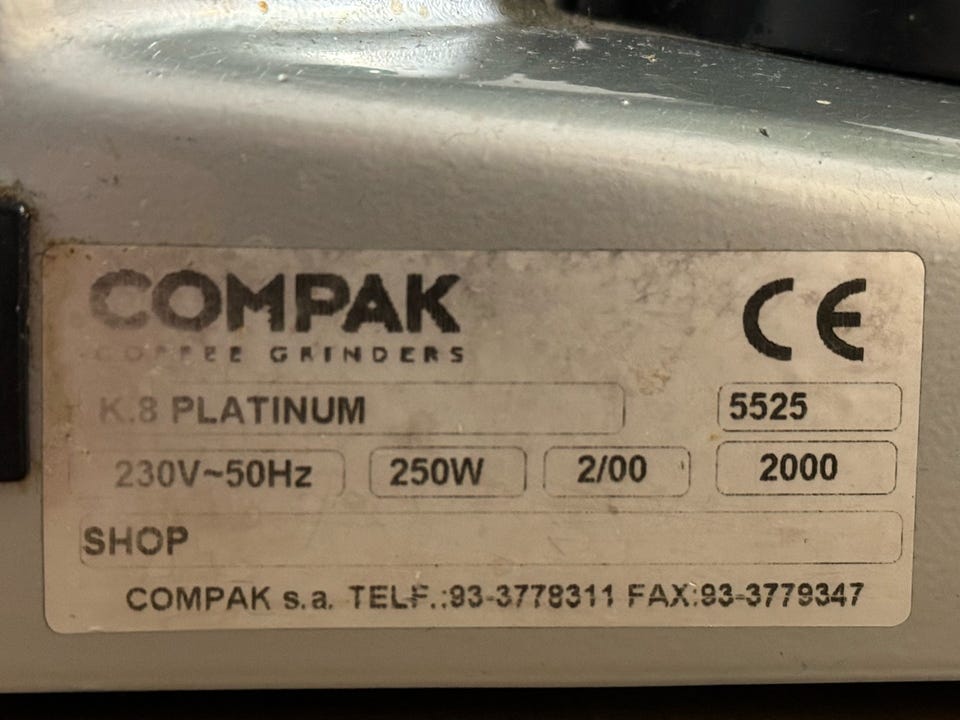 COMPAK CE
COFFEE GRINDERS
K.8 PLATINUM 5525
230V~50Hz 250W 2/00 2000
SHOP
COMPAK s.a. TELF.:93-3778311 FAX:93-3779347